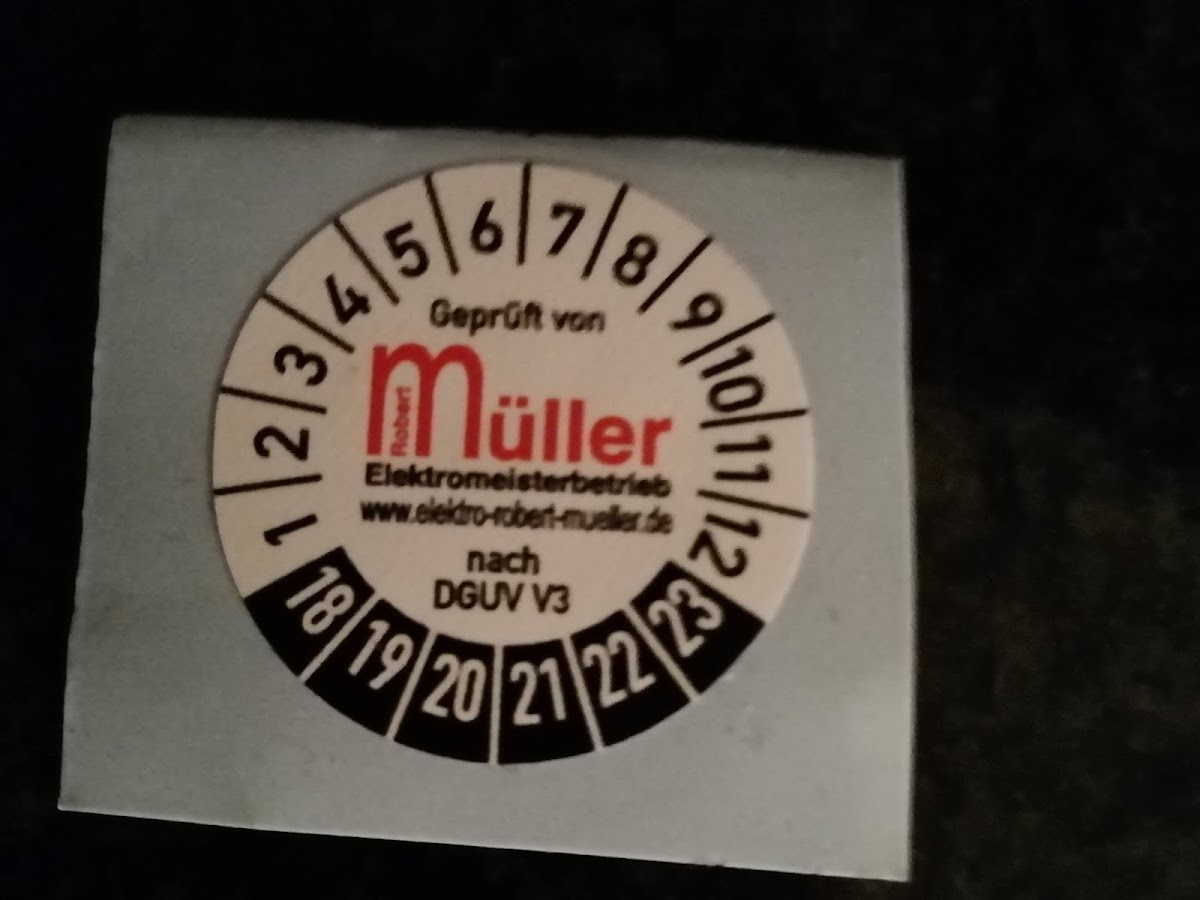 1 2 3 4 5 6 7 8 9 10 11 12
Geprüft von
Robert
müller
Elektromeisterbetrieb
www.elektro-robert-mueller.de
nach
DGUV V3
18 19 20 21 22 23